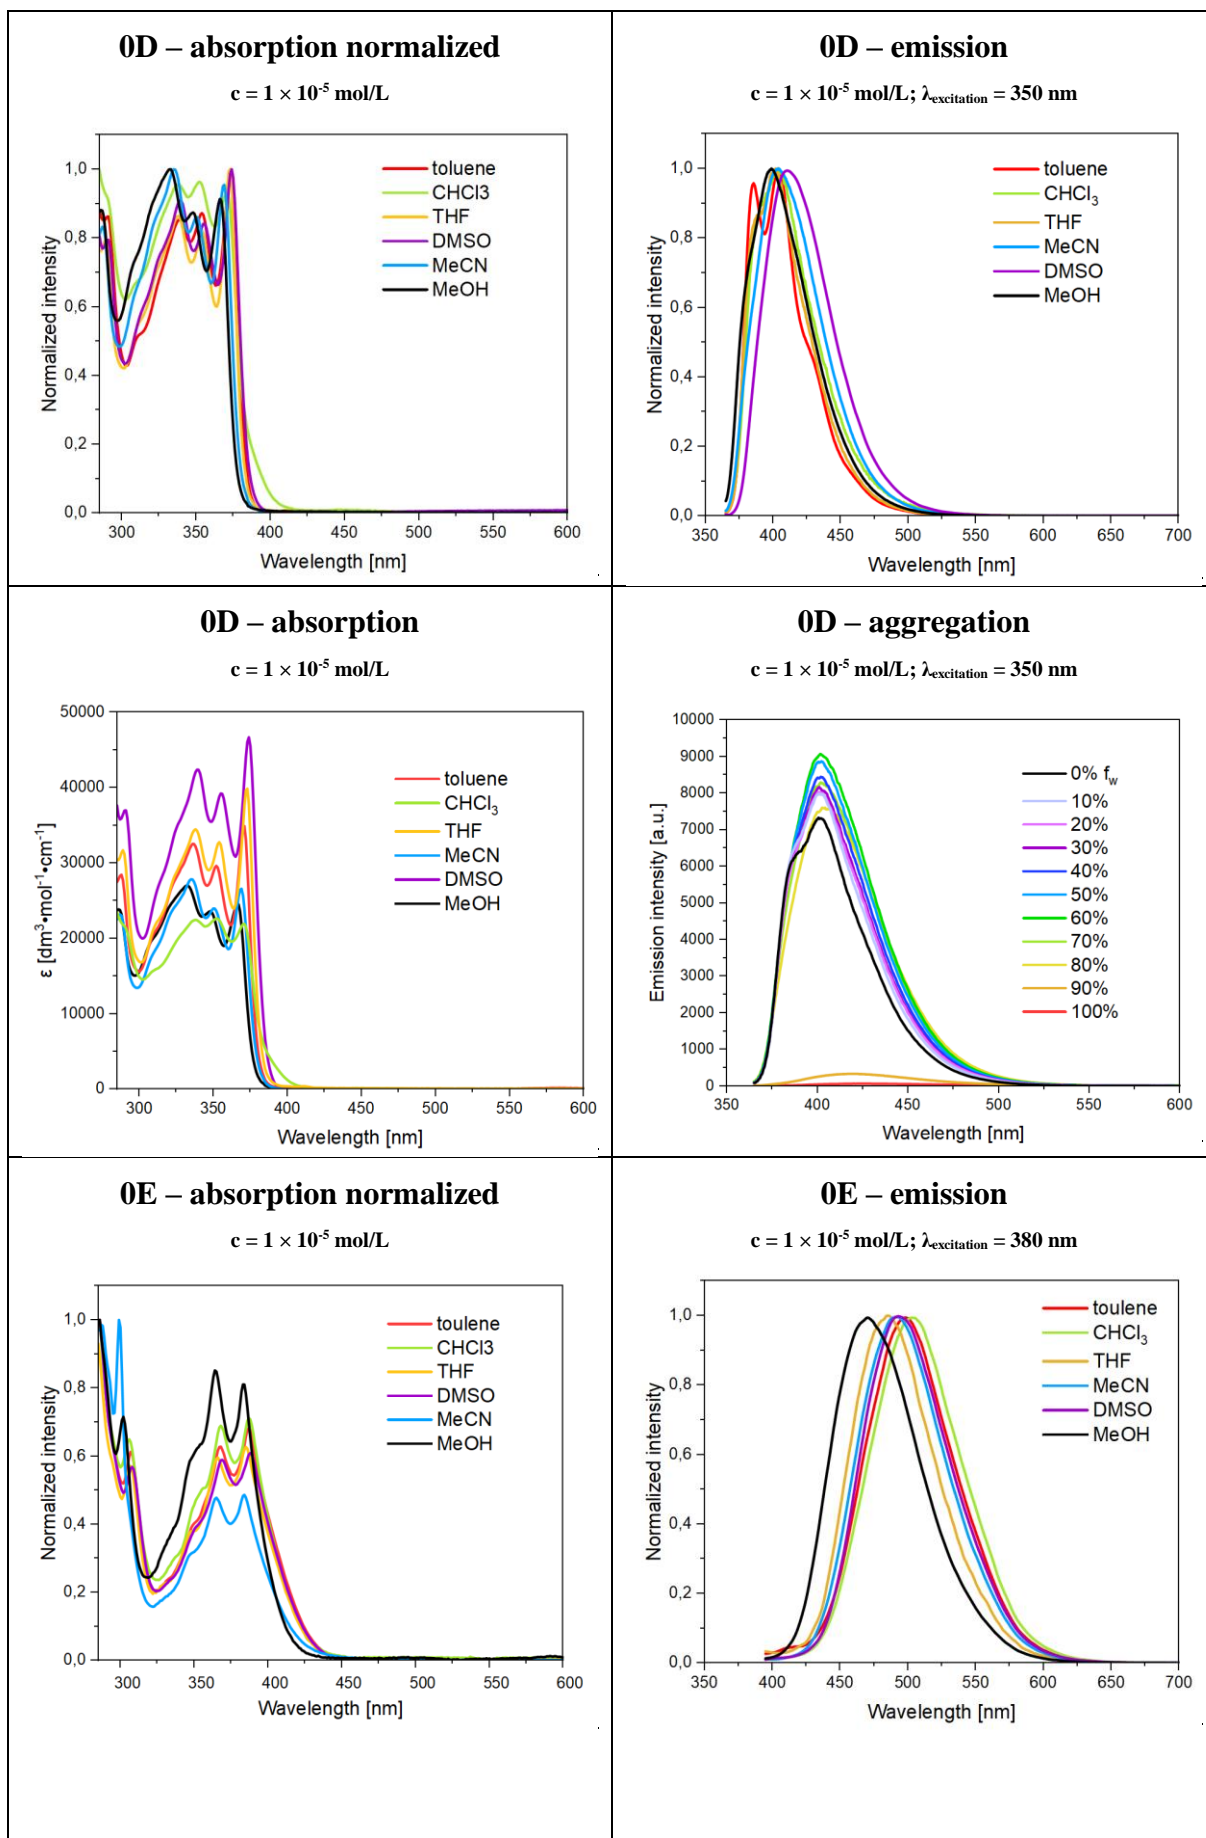 0D – absorption normalized
c = 1 × 10⁻⁵ mol/L
1,0
0,8
0,6
0,4
0,2
0,0
Normalized intensity
300 350 400 450 500 550 600
Wavelength [nm]
toluene
CHCl3
THF
DMSO
MeCN
MeOH
0D – emission
c = 1 × 10⁻⁵ mol/L; λexcitation = 350 nm
1,0
0,8
0,6
0,4
0,2
0,0
Normalized intensity
350 400 450 500 550 600 650 700
Wavelength [nm]
toluene
CHCl₃
THF
MeCN
DMSO
MeOH
0D – absorption
c = 1 × 10⁻⁵ mol/L
50000
40000
30000
20000
10000
0
ε [dm³•mol⁻¹•cm⁻¹]
300 350 400 450 500 550 600
Wavelength [nm]
toluene
CHCl₃
THF
MeCN
DMSO
MeOH
0D – aggregation
c = 1 × 10⁻⁵ mol/L; λexcitation = 350 nm
10000
9000
8000
7000
6000
5000
4000
3000
2000
1000
0
Emission intensity [a.u.]
350 400 450 500 550 600
Wavelength [nm]
0% fw
10%
20%
30%
40%
50%
60%
70%
80%
90%
100%
0E – absorption normalized
c = 1 × 10⁻⁵ mol/L
1,0
0,8
0,6
0,4
0,2
0,0
Normalized intensity
300 350 400 450 500 550 600
Wavelength [nm]
toluene
CHCl3
THF
DMSO
MeCN
MeOH
0E – emission
c = 1 × 10⁻⁵ mol/L; λexcitation = 380 nm
1,0
0,8
0,6
0,4
0,2
0,0
Normalized intensity
350 400 450 500 550 600 650 700
Wavelength [nm]
toulene
CHCl₃
THF
MeCN
DMSO
MeOH